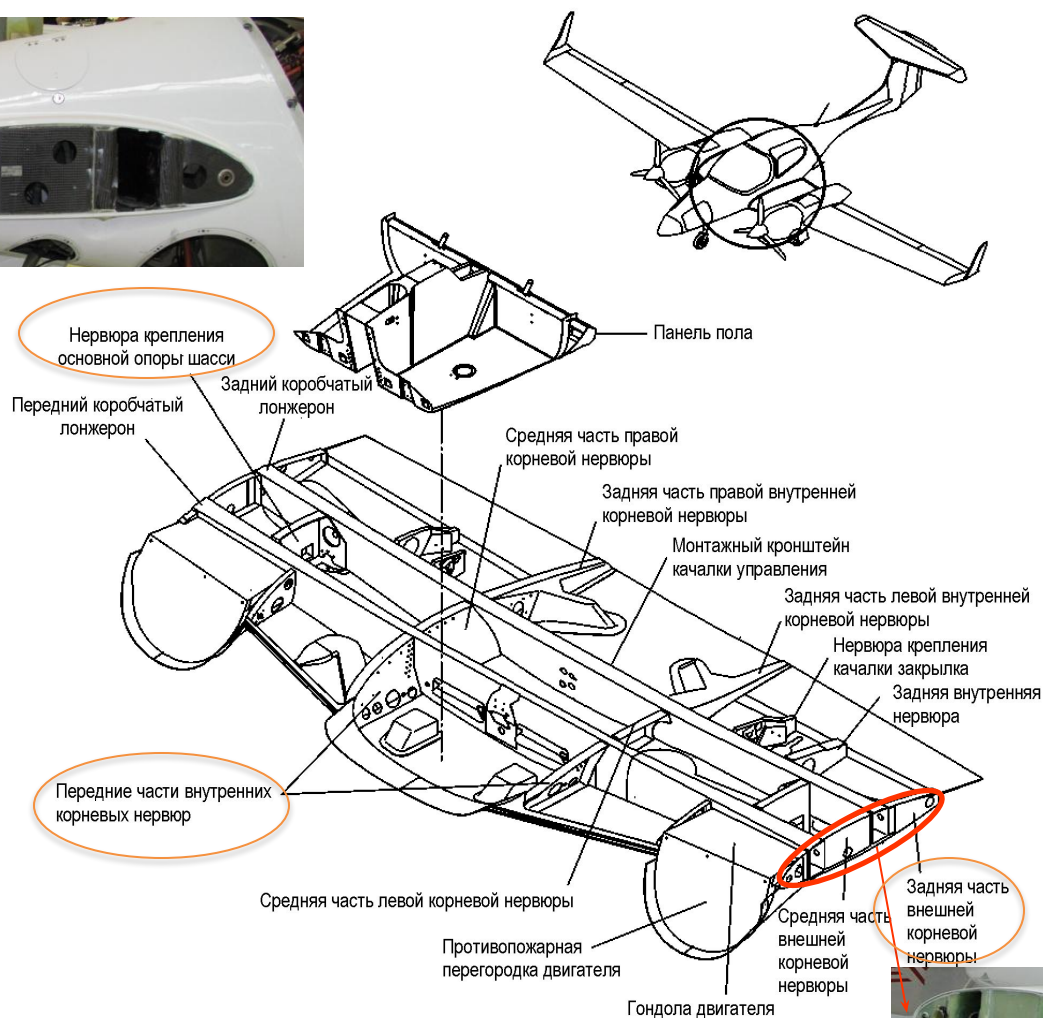 Панель пола
Нервюра крепления
основной опоры шасси
Задний коробчатый
лонжерон
Передний коробчатый
лонжерон
Средняя часть правой
корневой нервюры
Задняя часть правой внутренней
корневой нервюры
Монтажный кронштейн
качалки управления
Задняя часть левой внутренней
корневой нервюры
Нервюра крепления
качалки закрылка
Задняя внутренняя
нервюра
Передние части внутренних
корневых нервюр
Средняя часть левой корневой нервюры
Противопожарная
перегородка двигателя
Гондола двигателя
Средняя часть
внешней
корневой
нервюры
Задняя часть
внешней
корневой
нервюры